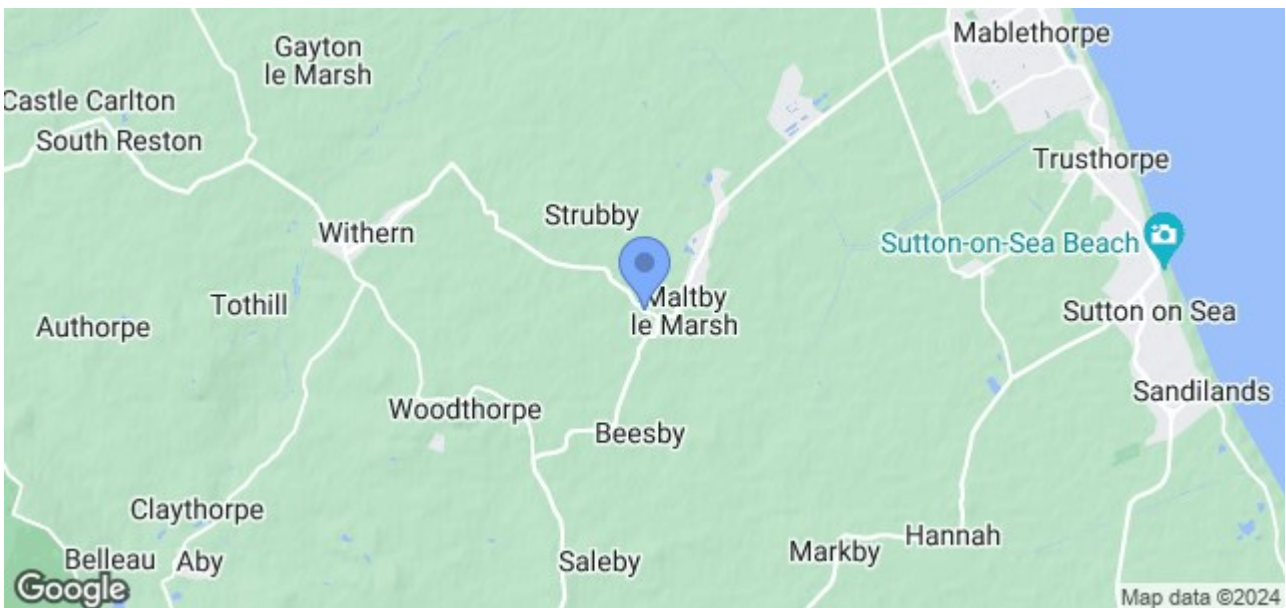 Mablethorpe
Gayton
le Marsh
Castle Carlton
South Reston
Trusthorpe
Strubby
Withern
Sutton-on-Sea Beach
Maltby
le Marsh
Tothill
Authorpe
Sutton on Sea
Sandilands
Woodthorpe
Beesby
Claythorpe
Hannah
Markby
Belleau
Aby
Saleby
Google
Map data ©2024